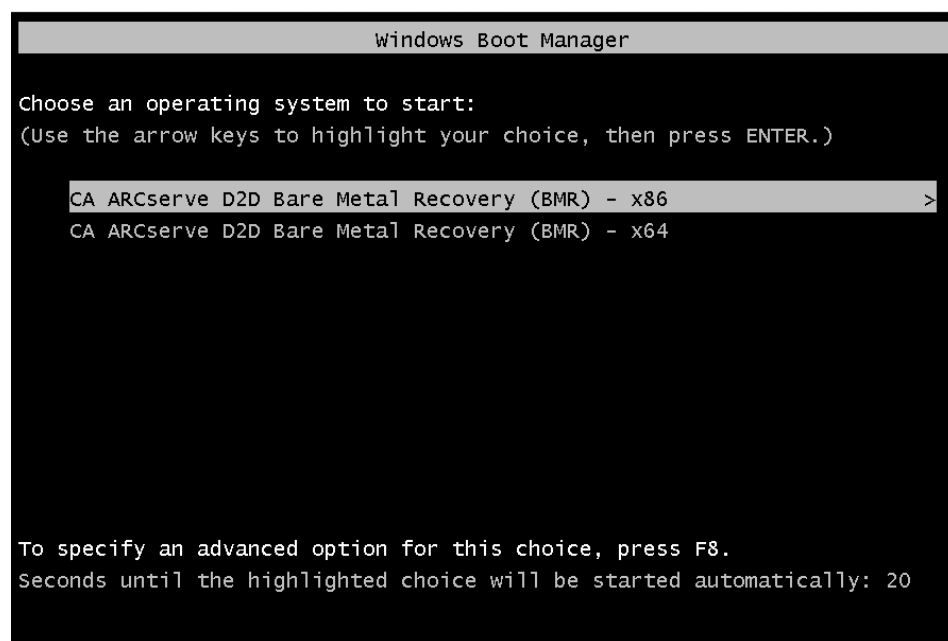 Windows Boot Manager
Choose an operating system to start:
(Use the arrow keys to highlight your choice, then press ENTER.)
CA ARCserve D2D Bare Metal Recovery (BMR) - x86 >
CA ARCserve D2D Bare Metal Recovery (BMR) - x64
To specify an advanced option for this choice, press F8.
Seconds until the highlighted choice will be started automatically: 20